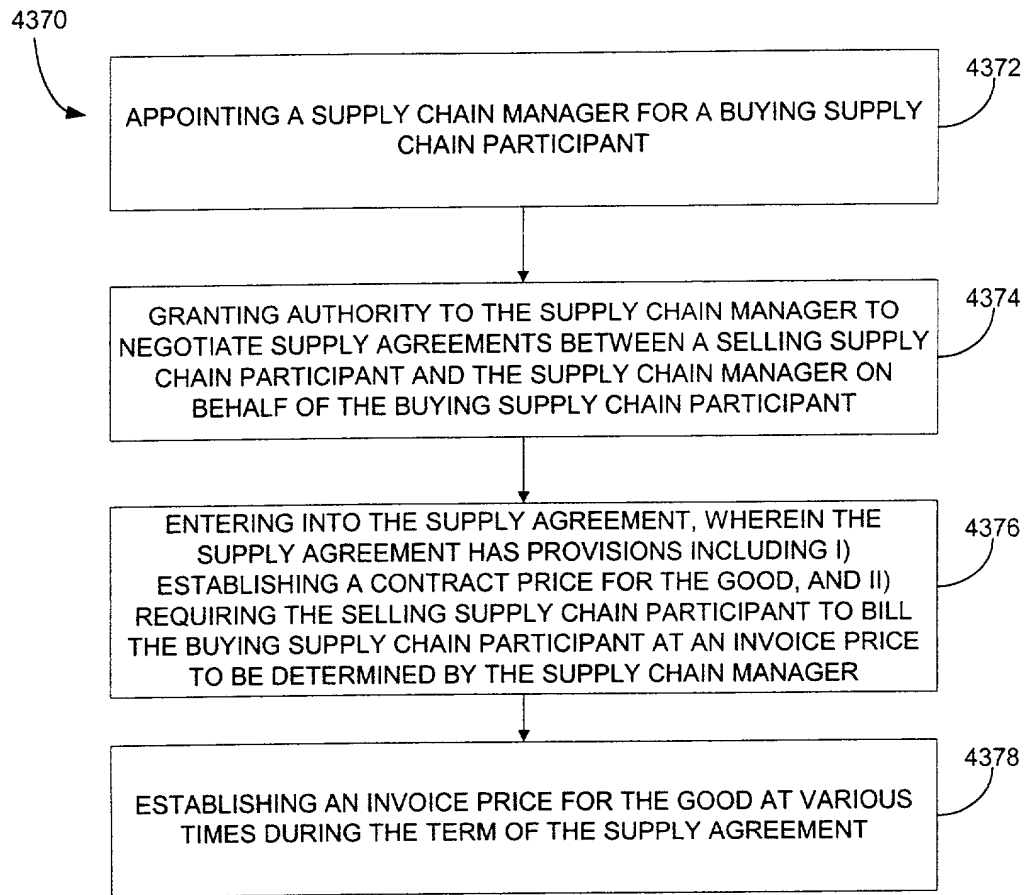 4370
4372
APPOINTING A SUPPLY CHAIN MANAGER FOR A BUYING SUPPLY
CHAIN PARTICIPANT
4374
GRANTING AUTHORITY TO THE SUPPLY CHAIN MANAGER TO
NEGOTIATE SUPPLY AGREEMENTS BETWEEN A SELLING SUPPLY
CHAIN PARTICIPANT AND THE SUPPLY CHAIN MANAGER ON
BEHALF OF THE BUYING SUPPLY CHAIN PARTICIPANT
4376
ENTERING INTO THE SUPPLY AGREEMENT, WHEREIN THE
SUPPLY AGREEMENT HAS PROVISIONS INCLUDING I)
ESTABLISHING A CONTRACT PRICE FOR THE GOOD, AND II)
REQUIRING THE SELLING SUPPLY CHAIN PARTICIPANT TO BILL
THE BUYING SUPPLY CHAIN PARTICIPANT AT AN INVOICE PRICE
TO BE DETERMINED BY THE SUPPLY CHAIN MANAGER
4378
ESTABLISHING AN INVOICE PRICE FOR THE GOOD AT VARIOUS
TIMES DURING THE TERM OF THE SUPPLY AGREEMENT